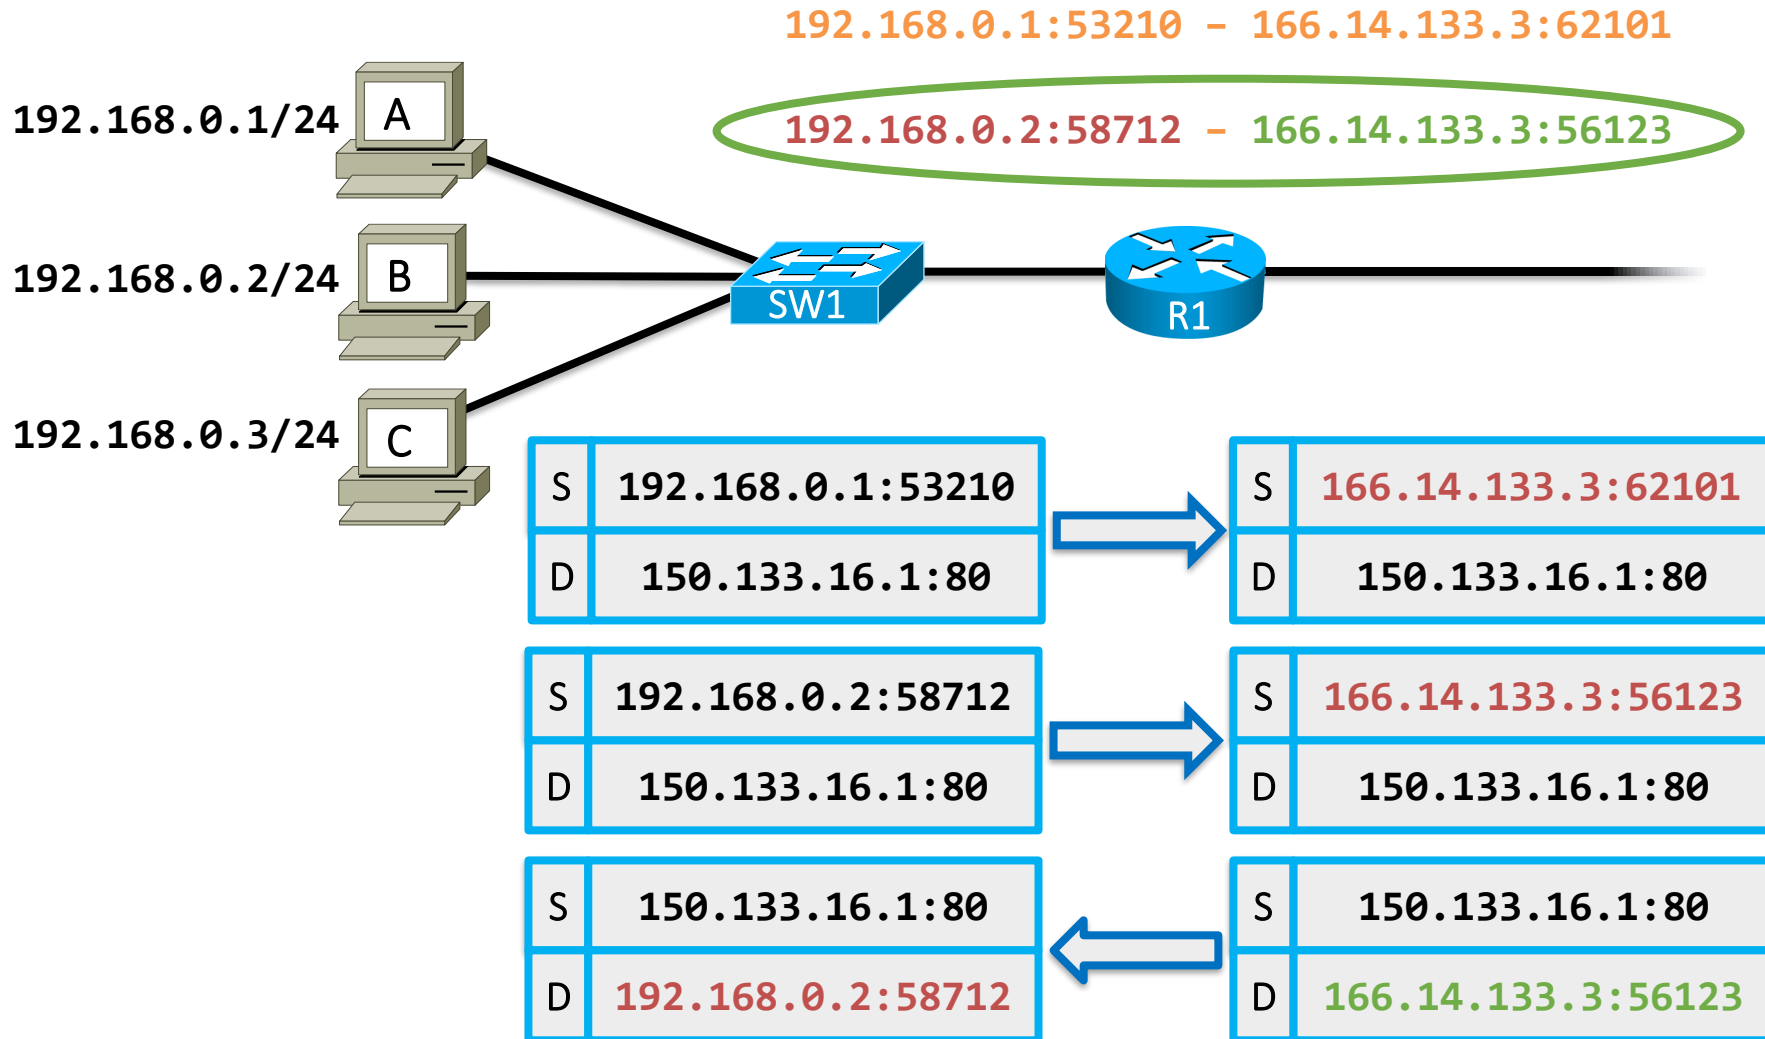 192.168.0.1:53210 – 166.14.133.3:62101
192.168.0.1/24
A
192.168.0.2:58712 – 166.14.133.3:56123
192.168.0.2/24
B
SW1
R1
192.168.0.3/24
C
S 192.168.0.1:53210
D 150.133.16.1:80
S 166.14.133.3:62101
D 150.133.16.1:80
S 192.168.0.2:58712
D 150.133.16.1:80
S 166.14.133.3:56123
D 150.133.16.1:80
S 150.133.16.1:80
D 192.168.0.2:58712
S 150.133.16.1:80
D 166.14.133.3:56123